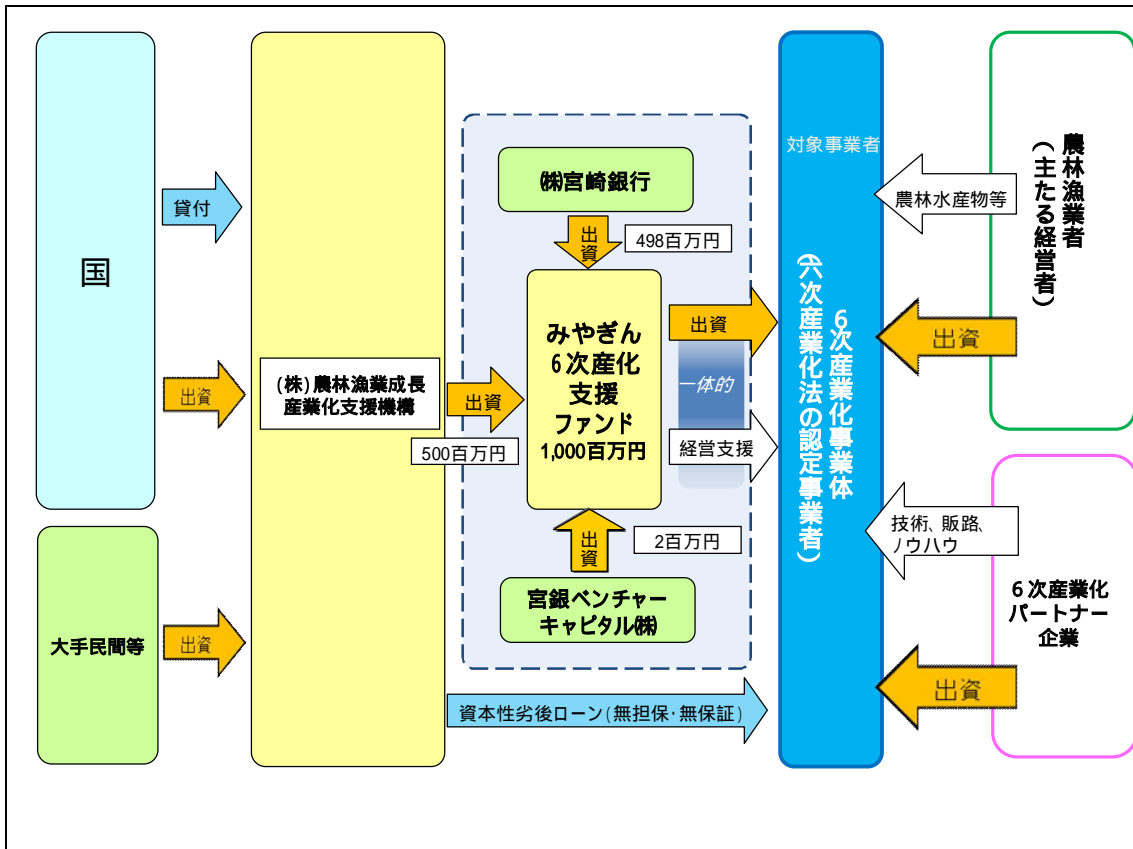 国
大手民間等
貸付
出資
出資
(株)農林漁業成長
産業化支援機構
出資
500百万円
㈱宮崎銀行
出資
498百万円
みやぎん
6次産化
支援
ファンド
1,000百万円
出資
2百万円
宮銀ベンチャー
キャピタル㈱
出資
一体的
経営支援
資本性劣後ローン(無担保･無保証)
対象事業者
6次産業化事業体
(六次産業化法の認定事業者)
農林水産物等
出資
技術、販路、
ノウハウ
出資
農林漁業者
(主たる経営者)
6次産業化
パートナー
企業